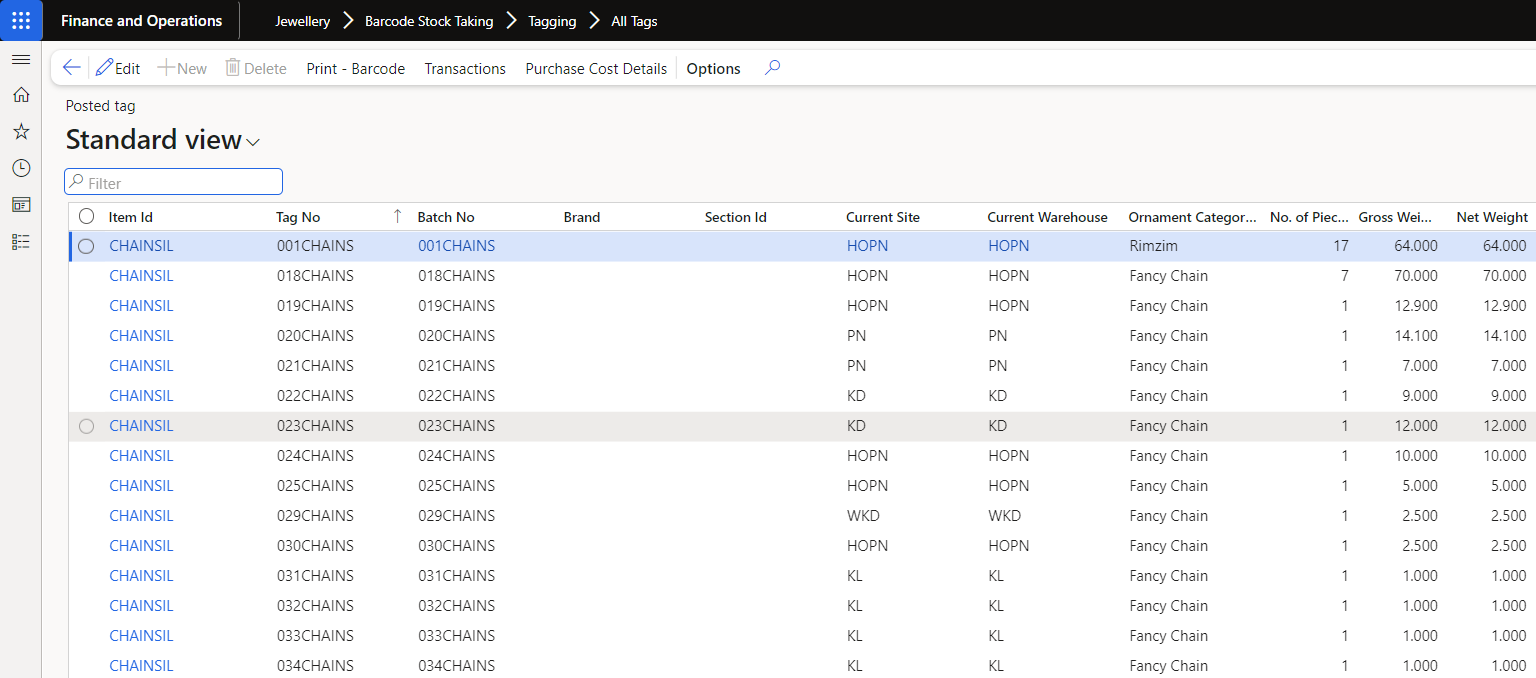 Finance and Operations Jewellery Barcode Stock Taking Tagging All Tags
Edit New Delete Print - Barcode Transactions Purchase Cost Details Options
Posted tag
Standard view
Filter
Item Id Tag No Batch No Brand Section Id Current Site Current Warehouse Ornament Categor... No. of Piec... Gross Wei... Net Weight
CHAINSIL 001CHAINS 001CHAINS HOPN HOPN Rimzim 17 64.000 64.000
CHAINSIL 018CHAINS 018CHAINS HOPN HOPN Fancy Chain 7 70.000 70.000
CHAINSIL 019CHAINS 019CHAINS HOPN HOPN Fancy Chain 1 12.900 12.900
CHAINSIL 020CHAINS 020CHAINS PN PN Fancy Chain 1 14.100 14.100
CHAINSIL 021CHAINS 021CHAINS PN PN Fancy Chain 1 7.000 7.000
CHAINSIL 022CHAINS 022CHAINS KD KD Fancy Chain 1 9.000 9.000
CHAINSIL 023CHAINS 023CHAINS KD KD Fancy Chain 1 12.000 12.000
CHAINSIL 024CHAINS 024CHAINS HOPN HOPN Fancy Chain 1 10.000 10.000
CHAINSIL 025CHAINS 025CHAINS HOPN HOPN Fancy Chain 1 5.000 5.000
CHAINSIL 029CHAINS 029CHAINS WKD WKD Fancy Chain 1 2.500 2.500
CHAINSIL 030CHAINS 030CHAINS HOPN HOPN Fancy Chain 1 2.500 2.500
CHAINSIL 031CHAINS 031CHAINS KL KL Fancy Chain 1 1.000 1.000
CHAINSIL 032CHAINS 032CHAINS KL KL Fancy Chain 1 1.000 1.000
CHAINSIL 033CHAINS 033CHAINS KL KL Fancy Chain 1 1.000 1.000
CHAINSIL 034CHAINS 034CHAINS KL KL Fancy Chain 1 1.000 1.000